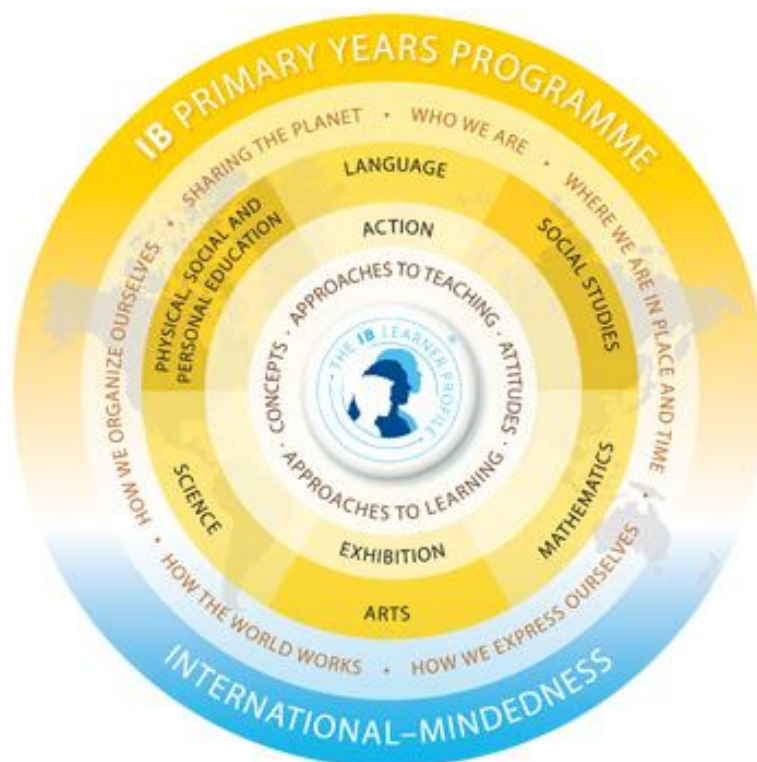 IB PRIMARY YEARS PROGRAMME
SHARING THE PLANET • WHO WE ARE • WHERE WE ARE IN PLACE AND TIME •
HOW WE ORGANIZE OURSELVES •
HOW THE WORLD WORKS • HOW WE EXPRESS OURSELVES
LANGUAGE
SOCIAL STUDIES
MATHEMATICS
ARTS
SCIENCE
PHYSICAL, SOCIAL AND
PERSONAL EDUCATION
ACTION
EXHIBITION
APPROACHES TO TEACHING · ATTITUDES ·
APPROACHES TO LEARNING
· CONCEPTS ·
· THE IB LEARNER PROFILE ·
®
INTERNATIONAL–MINDEDNESS